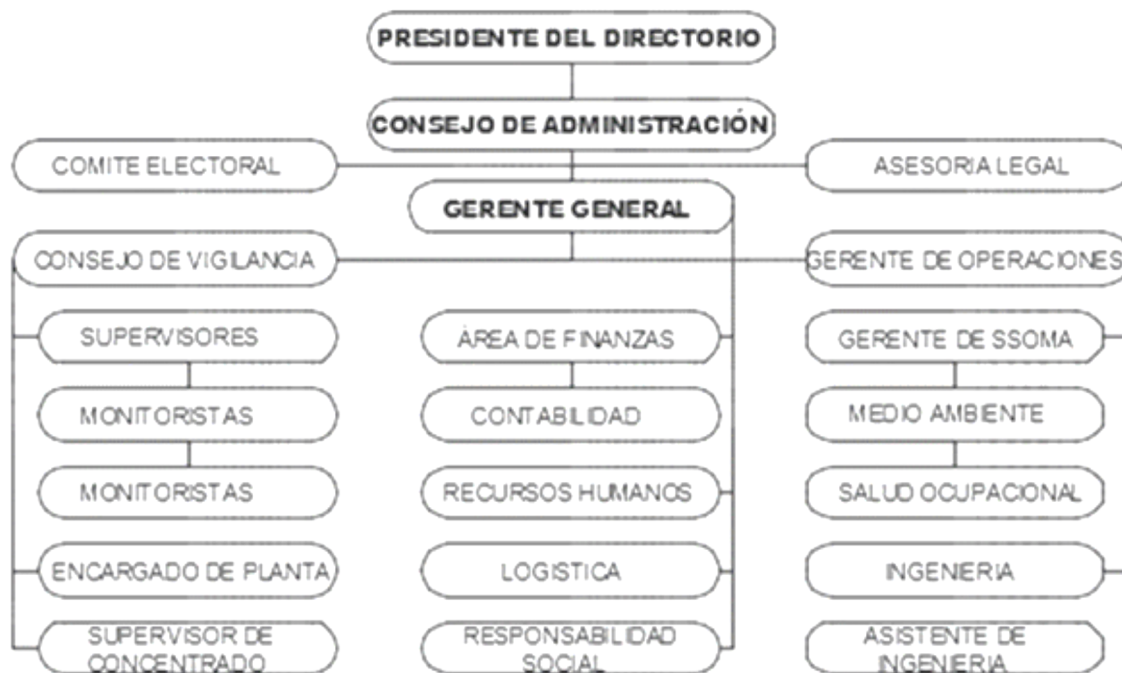 PRESIDENTE DEL DIRECTORIO
CONSEJO DE ADMINISTRACIÓN
COMITE ELECTORAL
ASESORIA LEGAL
GERENTE GENERAL
CONSEJO DE VIGILANCIA
GERENTE DE OPERACIONES
SUPERVISORES
ÁREA DE FINANZAS
GERENTE DE SSOMA
MONITORISTAS
CONTABILIDAD
MEDIO AMBIENTE
MONITORISTAS
RECURSOS HUMANOS
SALUD OCUPACIONAL
ENCARGADO DE PLANTA
LOGISTICA
INGENIERIA
SUPERVISOR DE
CONCENTRADO
RESPONSABILIDAD
SOCIAL
ASISTENTE DE
INGENIERIA